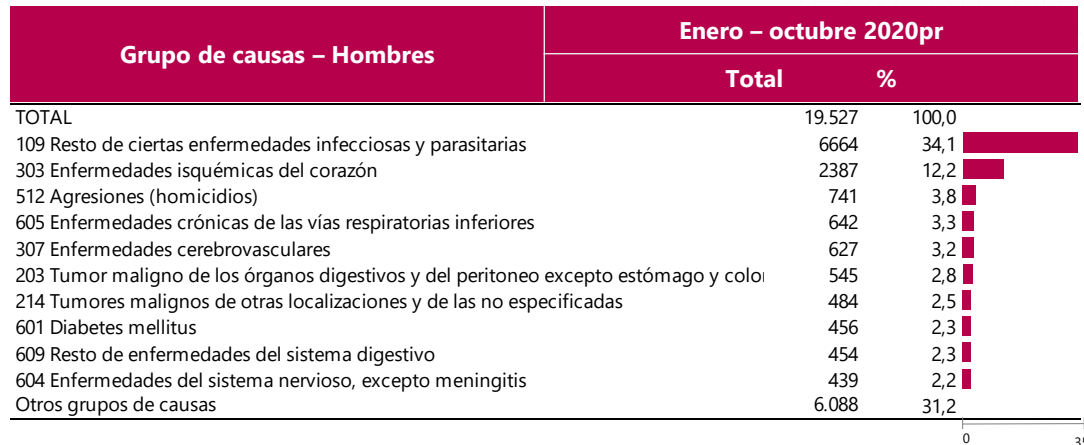 Grupo de causas – Hombres
Enero – octubre 2020pr
Total %
TOTAL 19.527 100,0
109 Resto de ciertas enfermedades infecciosas y parasitarias 6664 34,1
303 Enfermedades isquémicas del corazón 2387 12,2
512 Agresiones (homicidios) 741 3,8
605 Enfermedades crónicas de las vías respiratorias inferiores 642 3,3
307 Enfermedades cerebrovasculares 627 3,2
203 Tumor maligno de los órganos digestivos y del peritoneo excepto estómago y 545 2,8
214 Tumores malignos de otras localizaciones y de las no especificadas 484 2,5
601 Diabetes mellitus 456 2,3
609 Resto de enfermedades del sistema digestivo 454 2,3
604 Enfermedades del sistema nervioso, excepto meningitis 439 2,2
Otros grupos de causas 6.088 31,2
0